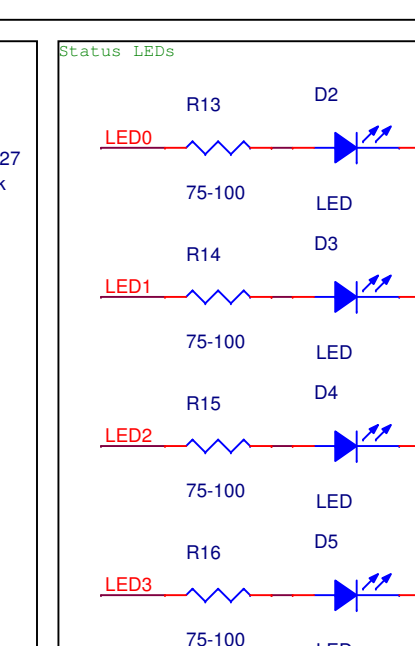 Status LEDs
D2
R13
LED0
27
75-100
LED
D3
R14
LED1
75-100
LED
D4
R15
LED2
75-100
LED
D5
R16
LED3
75-100
LED